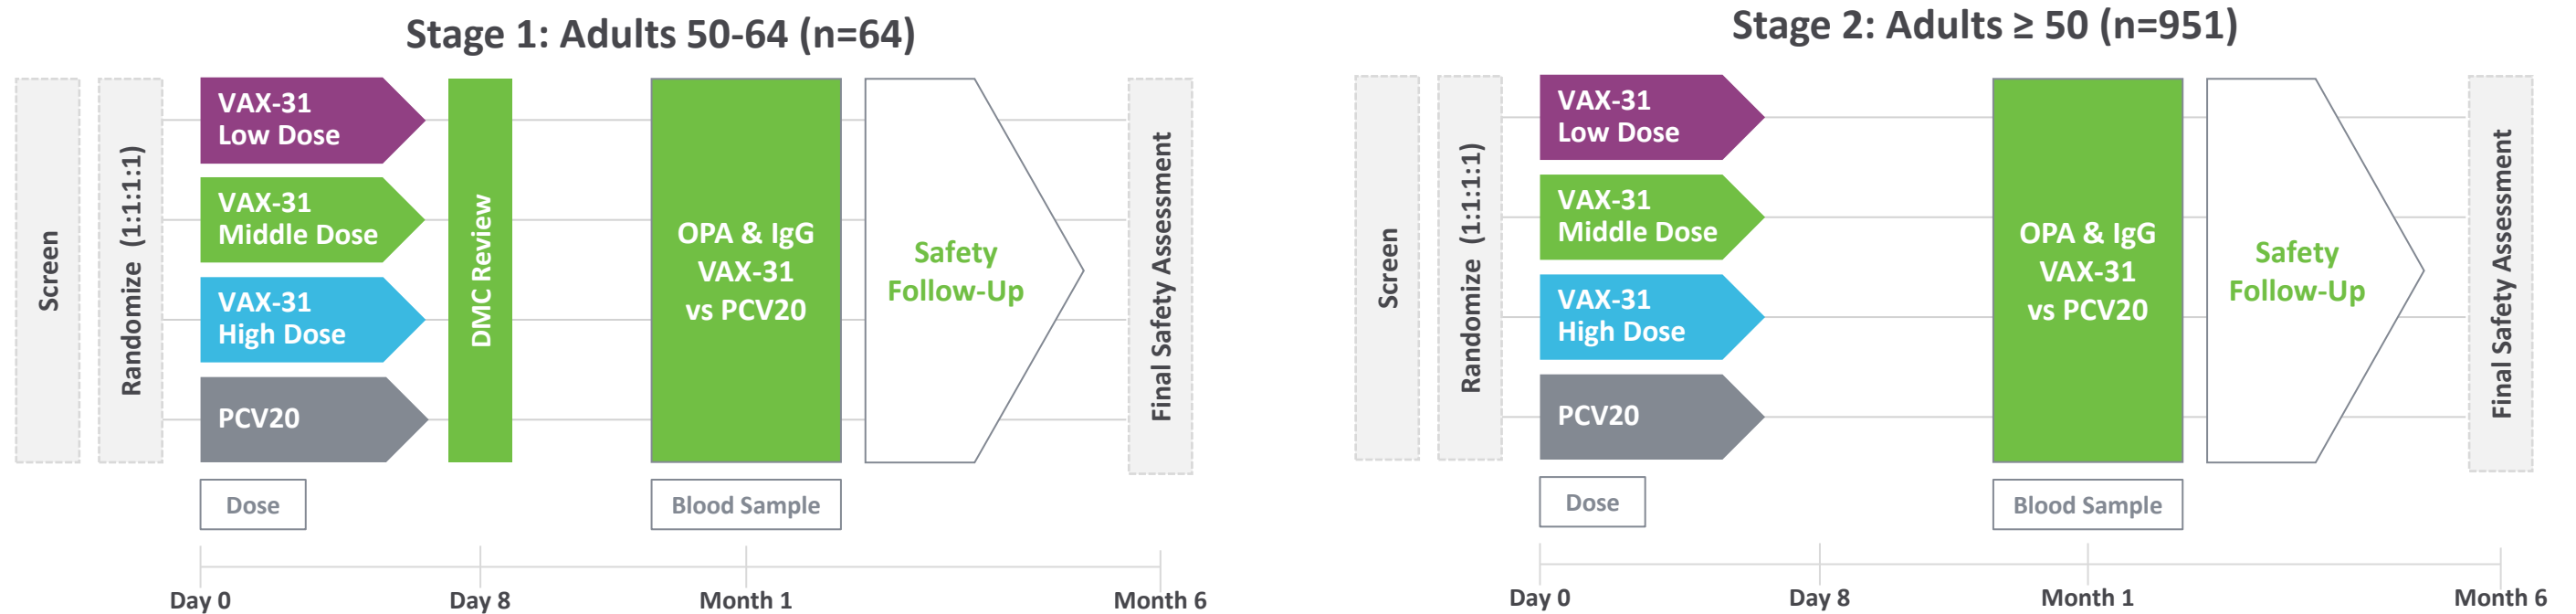 Stage 1: Adults 50-64 (n=64)
Screen
Randomize (1:1:1:1)
VAX-31
Low Dose
VAX-31
Middle Dose
VAX-31
High Dose
PCV20
DMC Review
OPA & IgG
VAX-31
vs PCV20
Safety
Follow-Up
Final Safety Assessment
Dose
Blood Sample
Day 0
Day 8
Month 1
Month 6
Stage 2: Adults ≥ 50 (n=951)
Screen
Randomize (1:1:1:1)
VAX-31
Low Dose
VAX-31
Middle Dose
VAX-31
High Dose
PCV20
OPA & IgG
VAX-31
vs PCV20
Safety
Follow-Up
Final Safety Assessment
Dose
Blood Sample
Day 0
Day 8
Month 1
Month 6